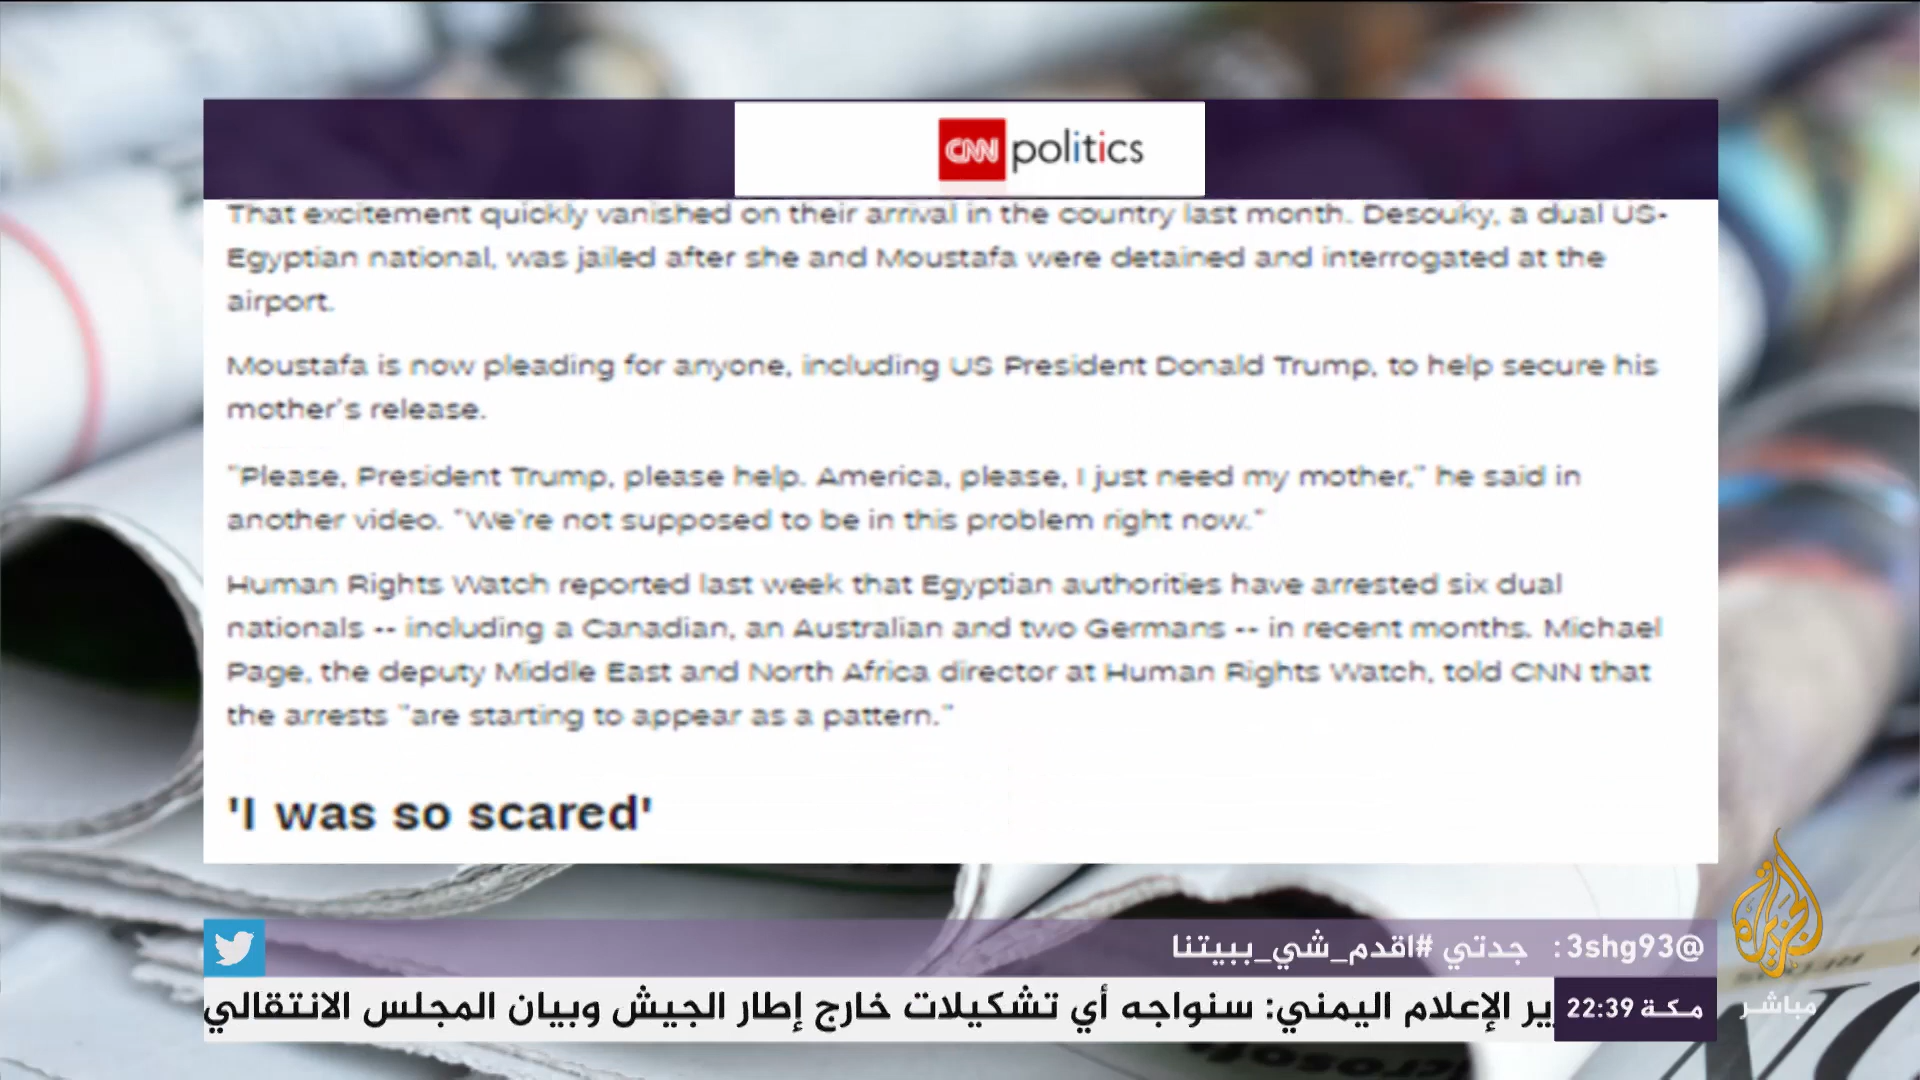 CNN politics
That excitement quickly vanished on their arrival in the country last month. Desouky, a dual US-
Egyptian national, was jailed after she and Moustafa were detained and interrogated at the
airport.
Moustafa is now pleading for anyone, including US President Donald Trump, to help secure his
mother's release.
"Please, President Trump, please help. America, please, I just need my mother," he said in
another video. "We're not supposed to be in this problem right now."
Human Rights Watch reported last week that Egyptian authorities have arrested six dual
nationals -- including a Canadian, an Australian and two Germans -- in recent months. Michael
Page, the deputy Middle East and North Africa director at Human Rights Watch, told CNN that
the arrests "are starting to appear as a pattern."
'I was so scared'
@3shg93: جدتي #اقدم_شي_ببيتنا
مكة 22:39
ير الإعلام اليمني: سنواجه أي تشكيلات خارج إطار الجيش وبيان المجلس الانتقالي
الجزيرة
مباشر